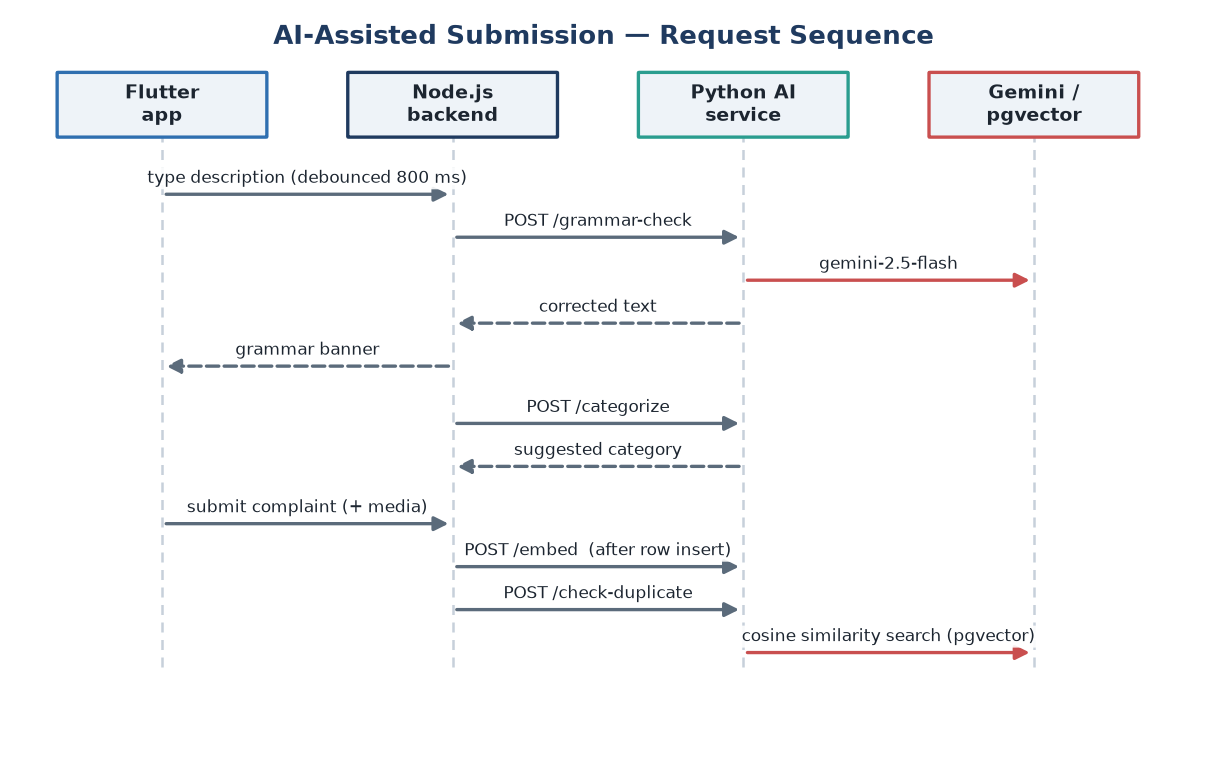 AI-Assisted Submission — Request Sequence
Flutter
app
Node.js
backend
Python AI
service
Gemini /
pgvector
type description (debounced 800 ms)
POST /grammar-check
gemini-2.5-flash
corrected text
grammar banner
POST /categorize
suggested category
submit complaint (+ media)
POST /embed  (after row insert)
POST /check-duplicate
cosine similarity search (pgvector)